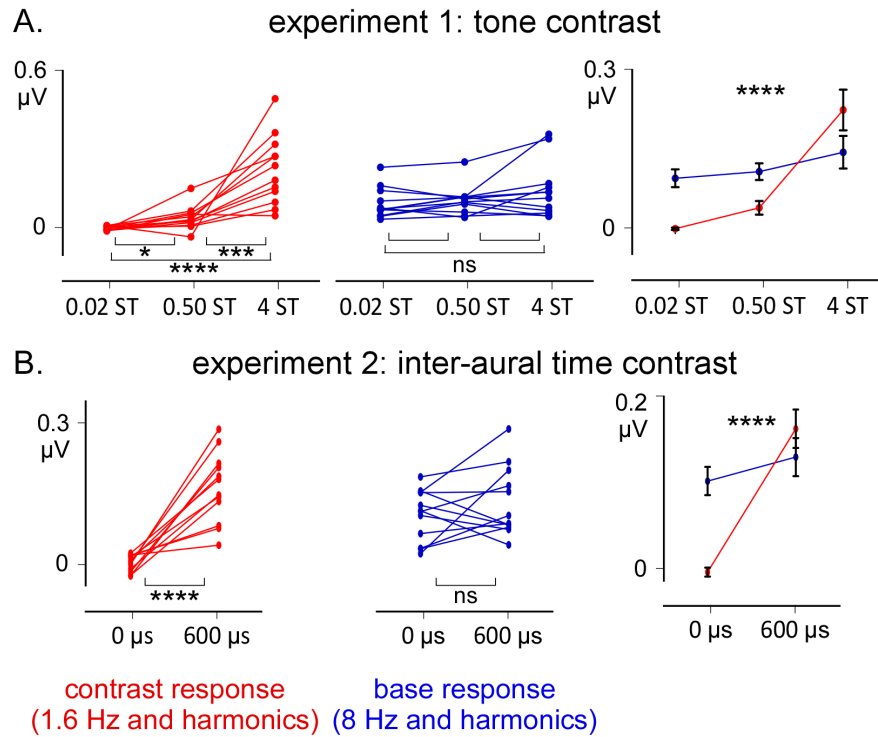 A.
experiment 1: tone contrast
0.6
µV
0
*
***
****
0.02 ST 0.50 ST 4 ST
ns
0.02 ST 0.50 ST 4 ST
0.3
µV
****
0
0.02 ST 0.50 ST 4 ST
B.
experiment 2: inter-aural time contrast
0.3
µV
0
****
0 µs 600 µs
ns
0 µs 600 µs
0.2
µV
****
0
0 µs 600 µs
contrast response
(1.6 Hz and harmonics)
base response
(8 Hz and harmonics)